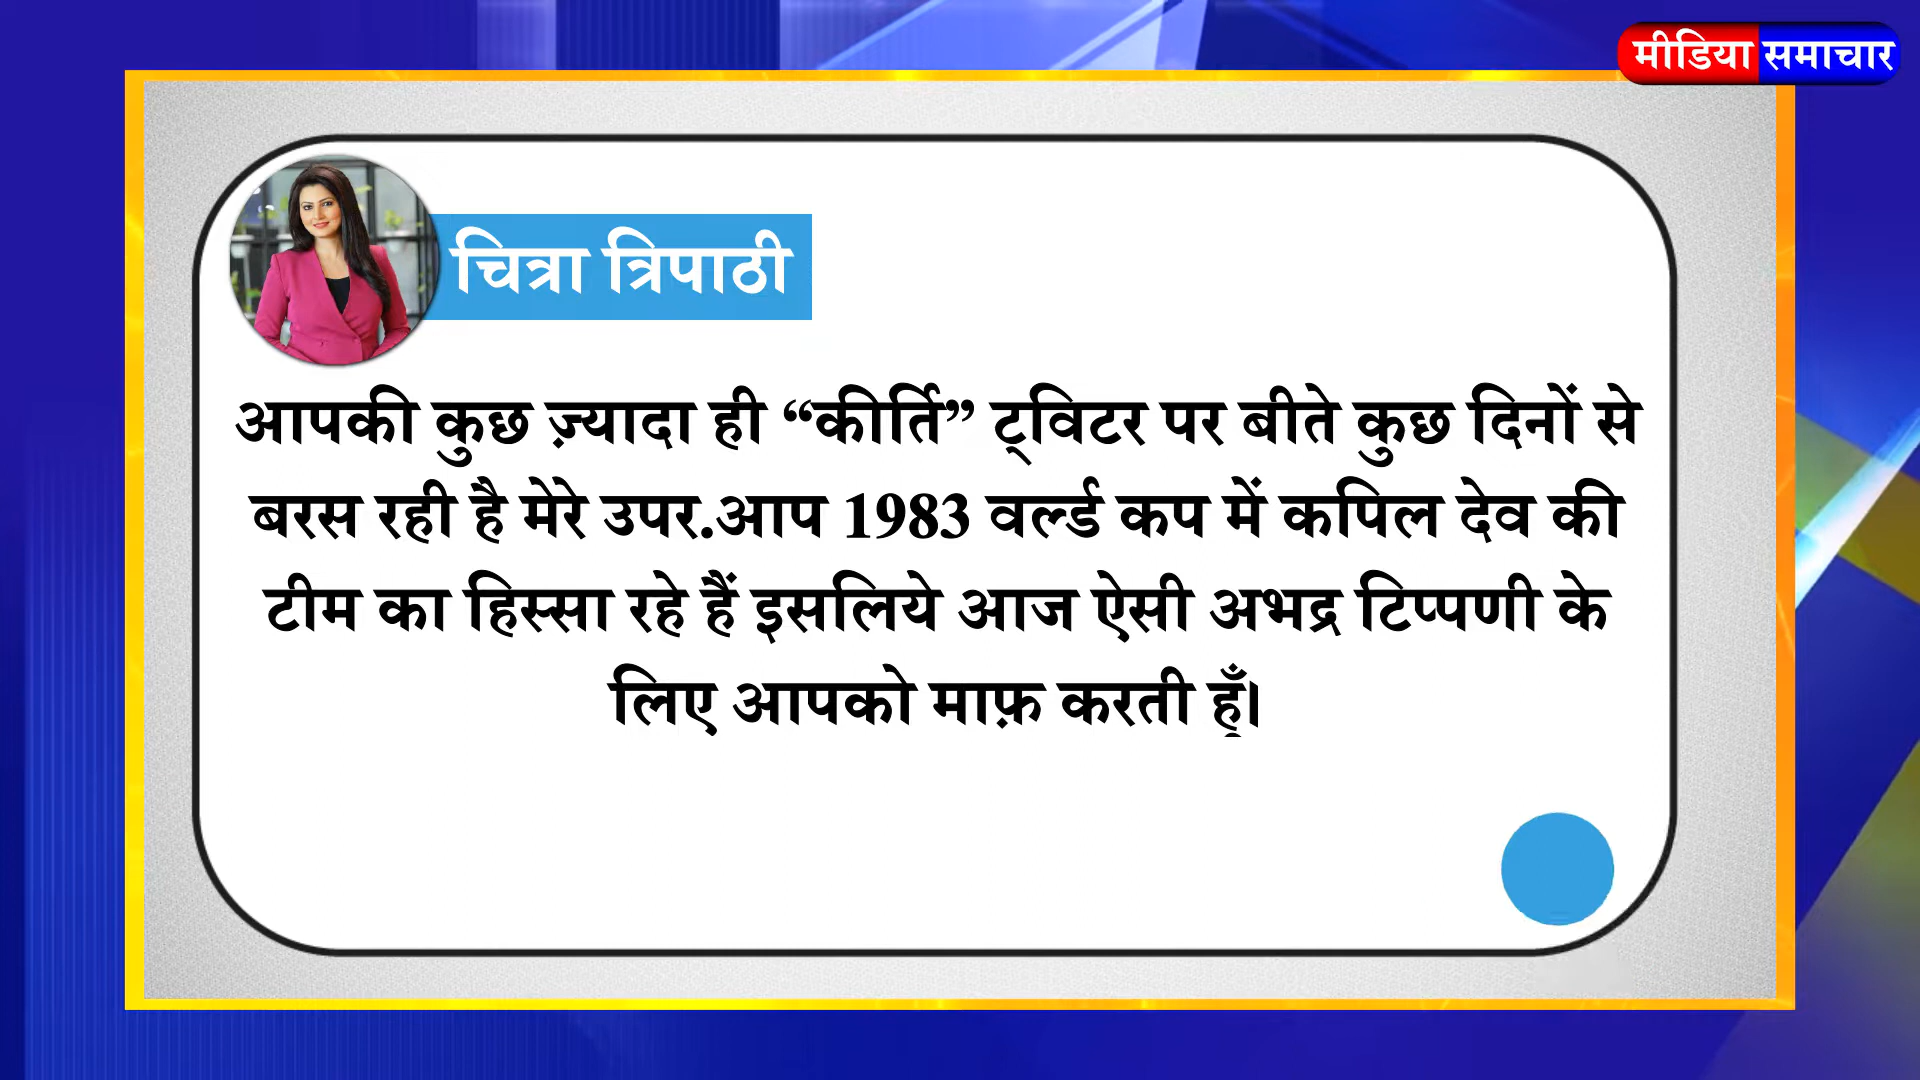 मीडिया समाचार
चित्रा त्रिपाठी
आपकी कुछ ज़्यादा ही “कीर्ति” ट्विटर पर बीते कुछ दिनों से
बरस रही है मेरे उपर.आप 1983 वर्ल्ड कप में कपिल देव की
टीम का हिस्सा रहे हैं इसलिये आज ऐसी अभद्र टिप्पणी के
लिए आपको माफ़ करती हूँ।